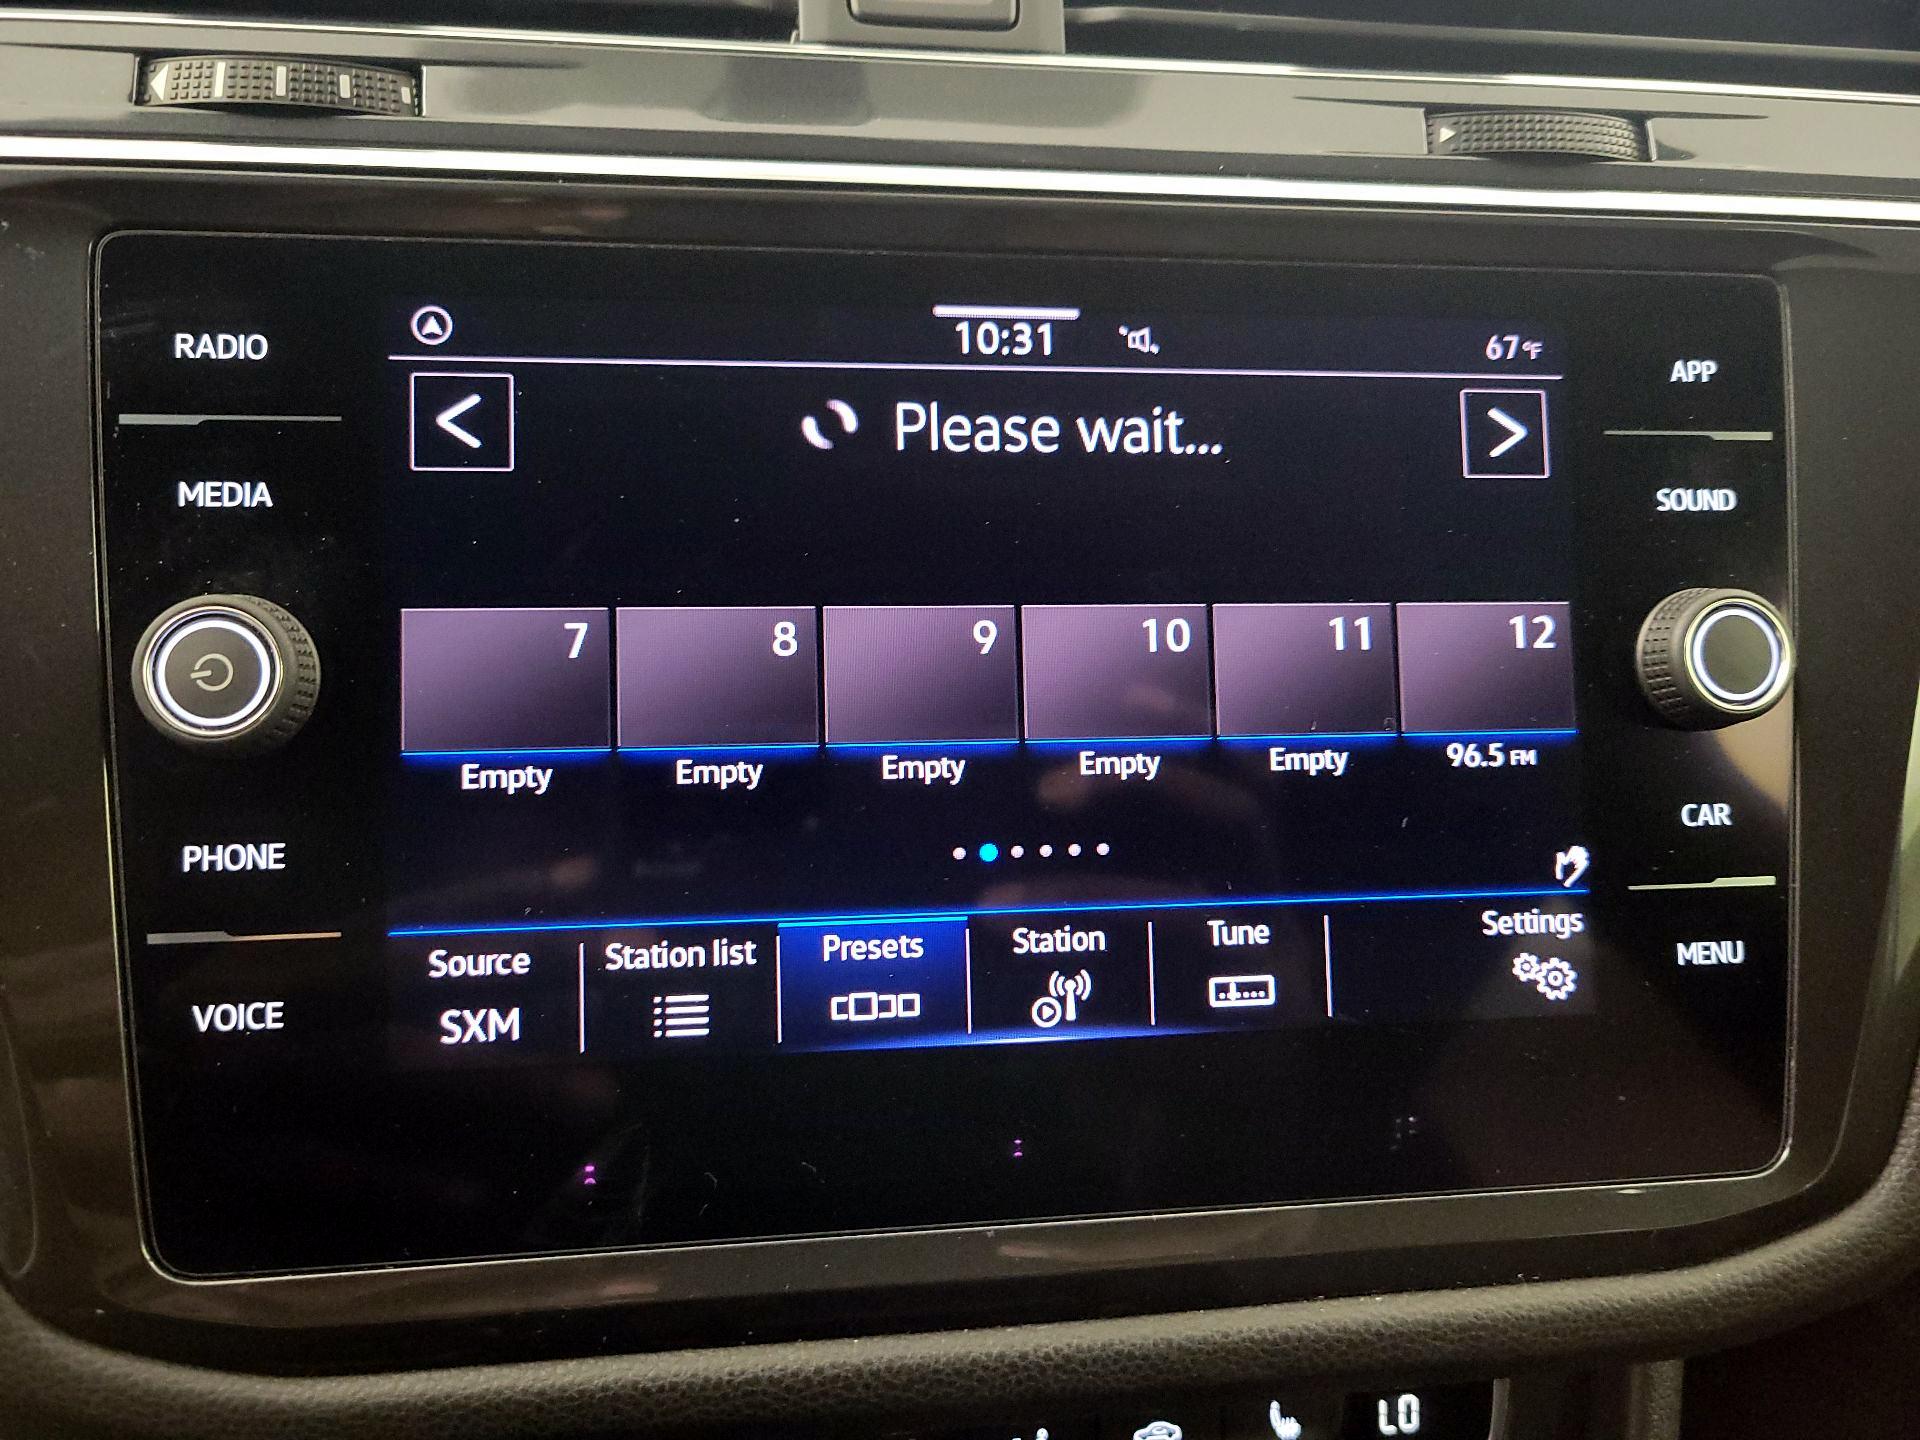 RADIO
MEDIA
PHONE
VOICE
10:31
67°F
< Please wait... >
7 8 9 10 11 12
Empty Empty Empty Empty Empty 96.5 FM
Source Station list Presets Station Tune Settings
SXM
APP
SOUND
CAR
MENU
LO